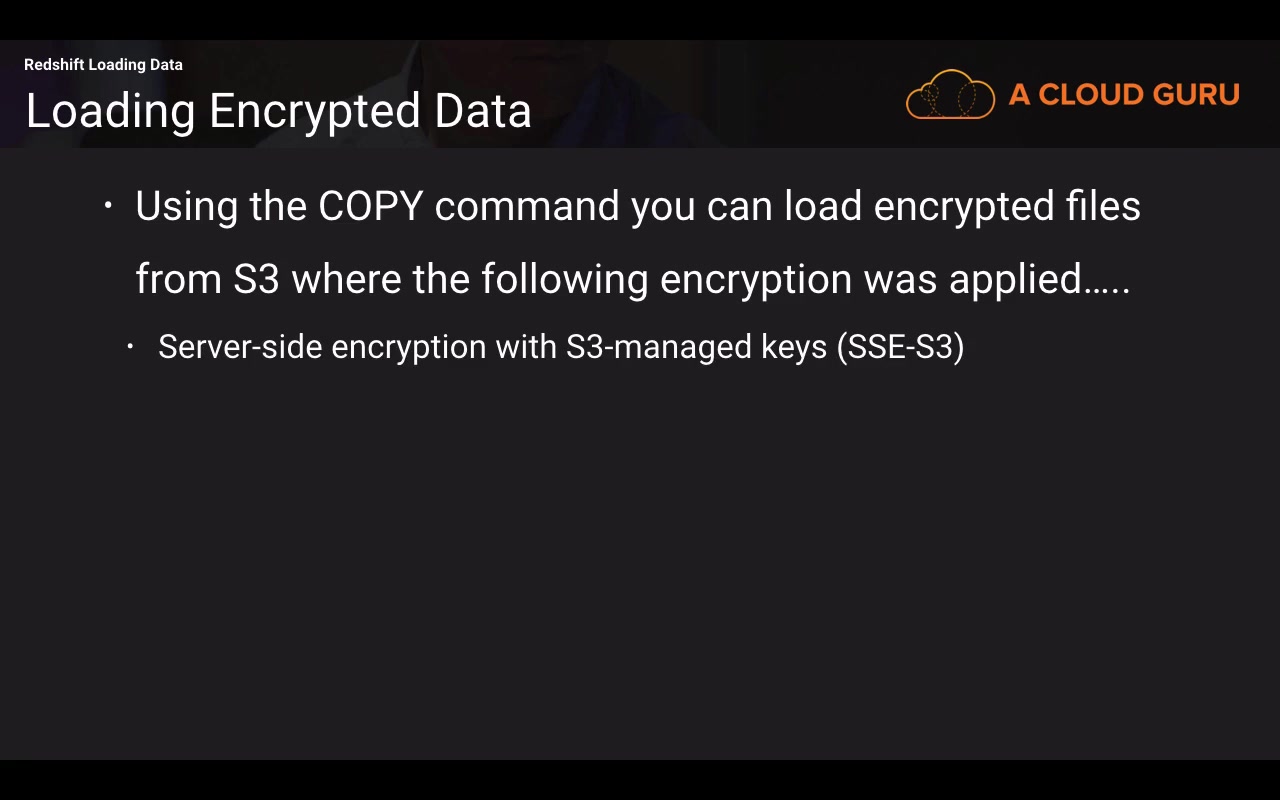 Redshift Loading Data
Loading Encrypted Data
A CLOUD GURU
• Using the COPY command you can load encrypted files
from S3 where the following encryption was applied.....
• Server-side encryption with S3-managed keys (SSE-S3)